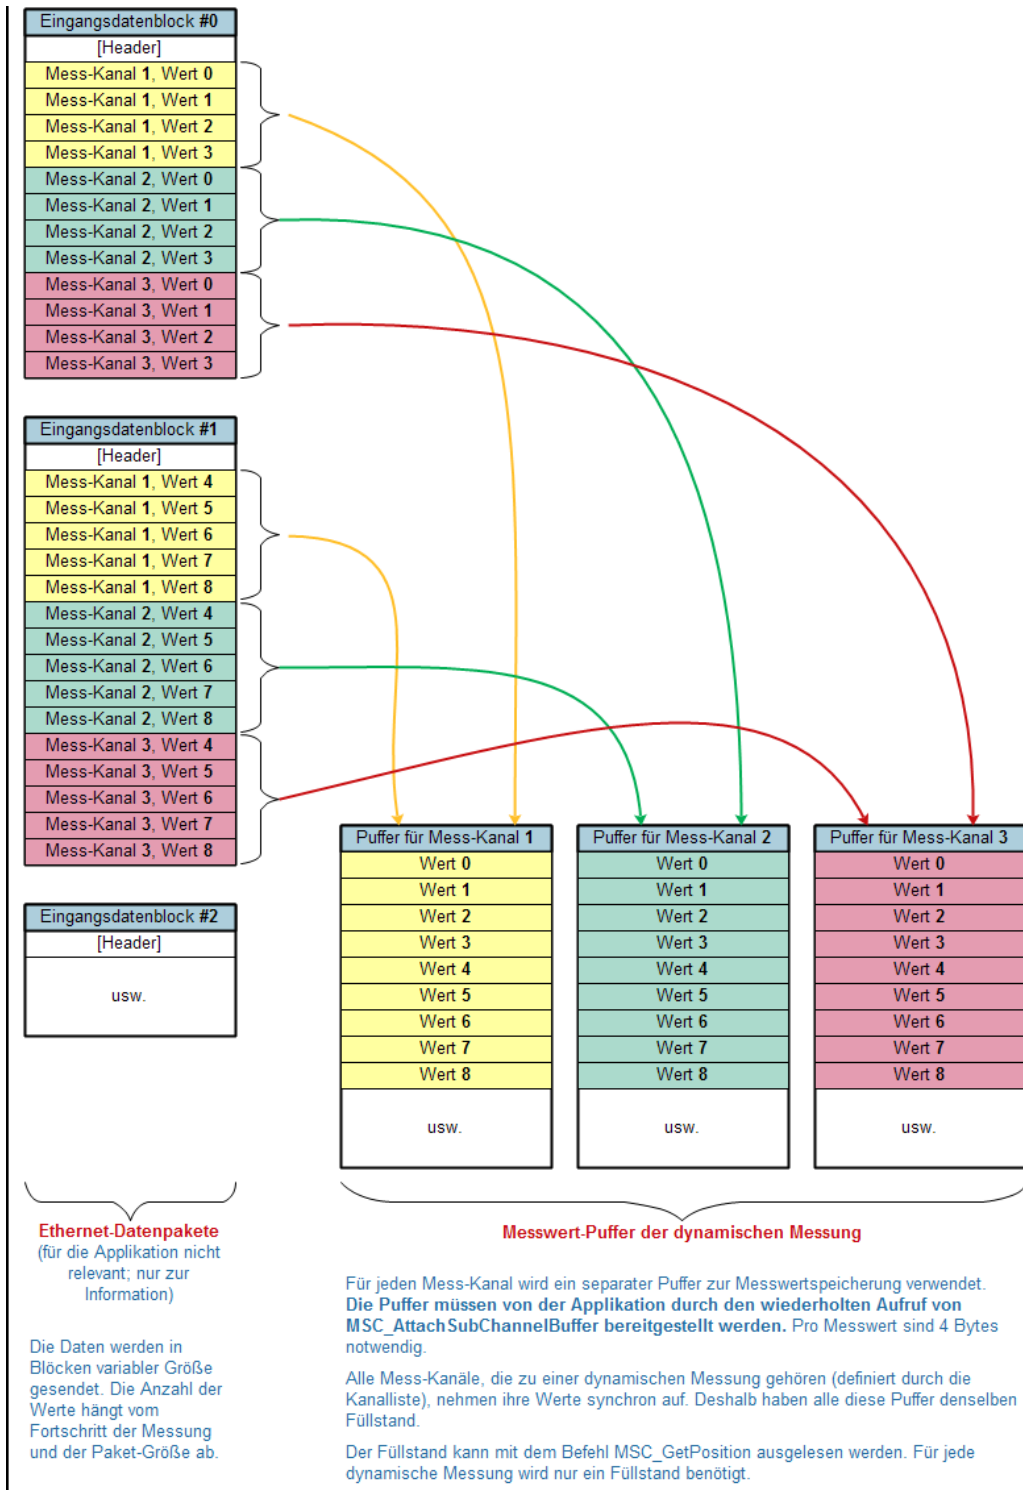 Eingangsdatenblock #0
[Header]
Mess-Kanal 1, Wert 0
Mess-Kanal 1, Wert 1
Mess-Kanal 1, Wert 2
Mess-Kanal 1, Wert 3
Mess-Kanal 2, Wert 0
Mess-Kanal 2, Wert 1
Mess-Kanal 2, Wert 2
Mess-Kanal 2, Wert 3
Mess-Kanal 3, Wert 0
Mess-Kanal 3, Wert 1
Mess-Kanal 3, Wert 2
Mess-Kanal 3, Wert 3
Eingangsdatenblock #1
[Header]
Mess-Kanal 1, Wert 4
Mess-Kanal 1, Wert 5
Mess-Kanal 1, Wert 6
Mess-Kanal 1, Wert 7
Mess-Kanal 1, Wert 8
Mess-Kanal 2, Wert 4
Mess-Kanal 2, Wert 5
Mess-Kanal 2, Wert 6
Mess-Kanal 2, Wert 7
Mess-Kanal 2, Wert 8
Mess-Kanal 3, Wert 4
Mess-Kanal 3, Wert 5
Mess-Kanal 3, Wert 6
Mess-Kanal 3, Wert 7
Mess-Kanal 3, Wert 8
Eingangsdatenblock #2
[Header]
usw.
Puffer für Mess-Kanal 1
Wert 0
Wert 1
Wert 2
Wert 3
Wert 4
Wert 5
Wert 6
Wert 7
Wert 8
usw.
Puffer für Mess-Kanal 2
Wert 0
Wert 1
Wert 2
Wert 3
Wert 4
Wert 5
Wert 6
Wert 7
Wert 8
usw.
Puffer für Mess-Kanal 3
Wert 0
Wert 1
Wert 2
Wert 3
Wert 4
Wert 5
Wert 6
Wert 7
Wert 8
usw.
Ethernet-Datenpakete
(für die Applikation nicht
relevant; nur zur
Information)
Die Daten werden in
Blöcken variabler Größe
gesendet. Die Anzahl der
Werte hängt vom
Fortschritt der Messung
und der Paket-Größe ab.
Messwert-Puffer der dynamischen Messung
Für jeden Mess-Kanal wird ein separater Puffer zur Messwertspeicherung verwendet.
Die Puffer müssen von der Applikation durch den wiederholten Aufruf von
MSC_AttachSubChannelBuffer bereitgestellt werden. Pro Messwert sind 4 Bytes
notwendig.
Alle Mess-Kanäle, die zu einer dynamischen Messung gehören (definiert durch die
Kanalliste), nehmen ihre Werte synchron auf. Deshalb haben alle diese Puffer denselben
Füllstand.
Der Füllstand kann mit dem Befehl MSC_GetPosition ausgelesen werden. Für jede
dynamische Messung wird nur ein Füllstand benötigt.